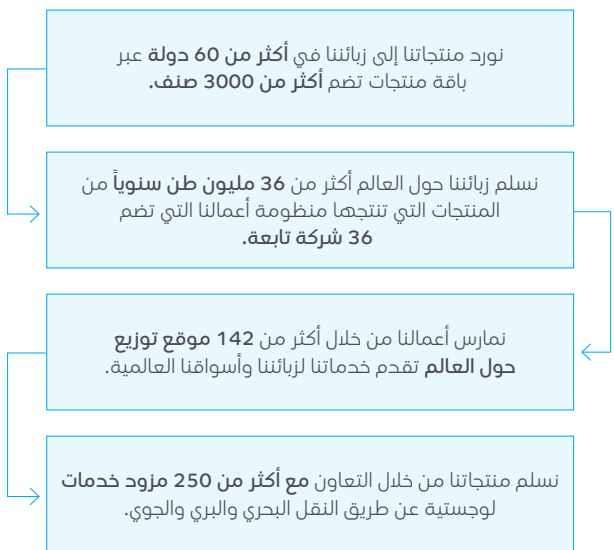 نورد منتجاتنا إلى زبائننا في أكثر من 60 دولة عبر
باقة منتجات تضم أكثر من 3000 صنف.
نسلم زبائننا حول العالم أكثر من 36 مليون طن سنوياً من
المنتجات التي تنتجها منظومة أعمالنا التي تضم
36 شركة تابعة.
نمارس أعمالنا من خلال أكثر من 142 موقع توزيع
حول العالم تقدم خدماتنا لزبائننا وأسواقنا العالمية.
نسلم منتجاتنا من خلال التعاون مع أكثر من 250 مزود خدمات
لوجستية عن طريق النقل البحري والبري والجوي.